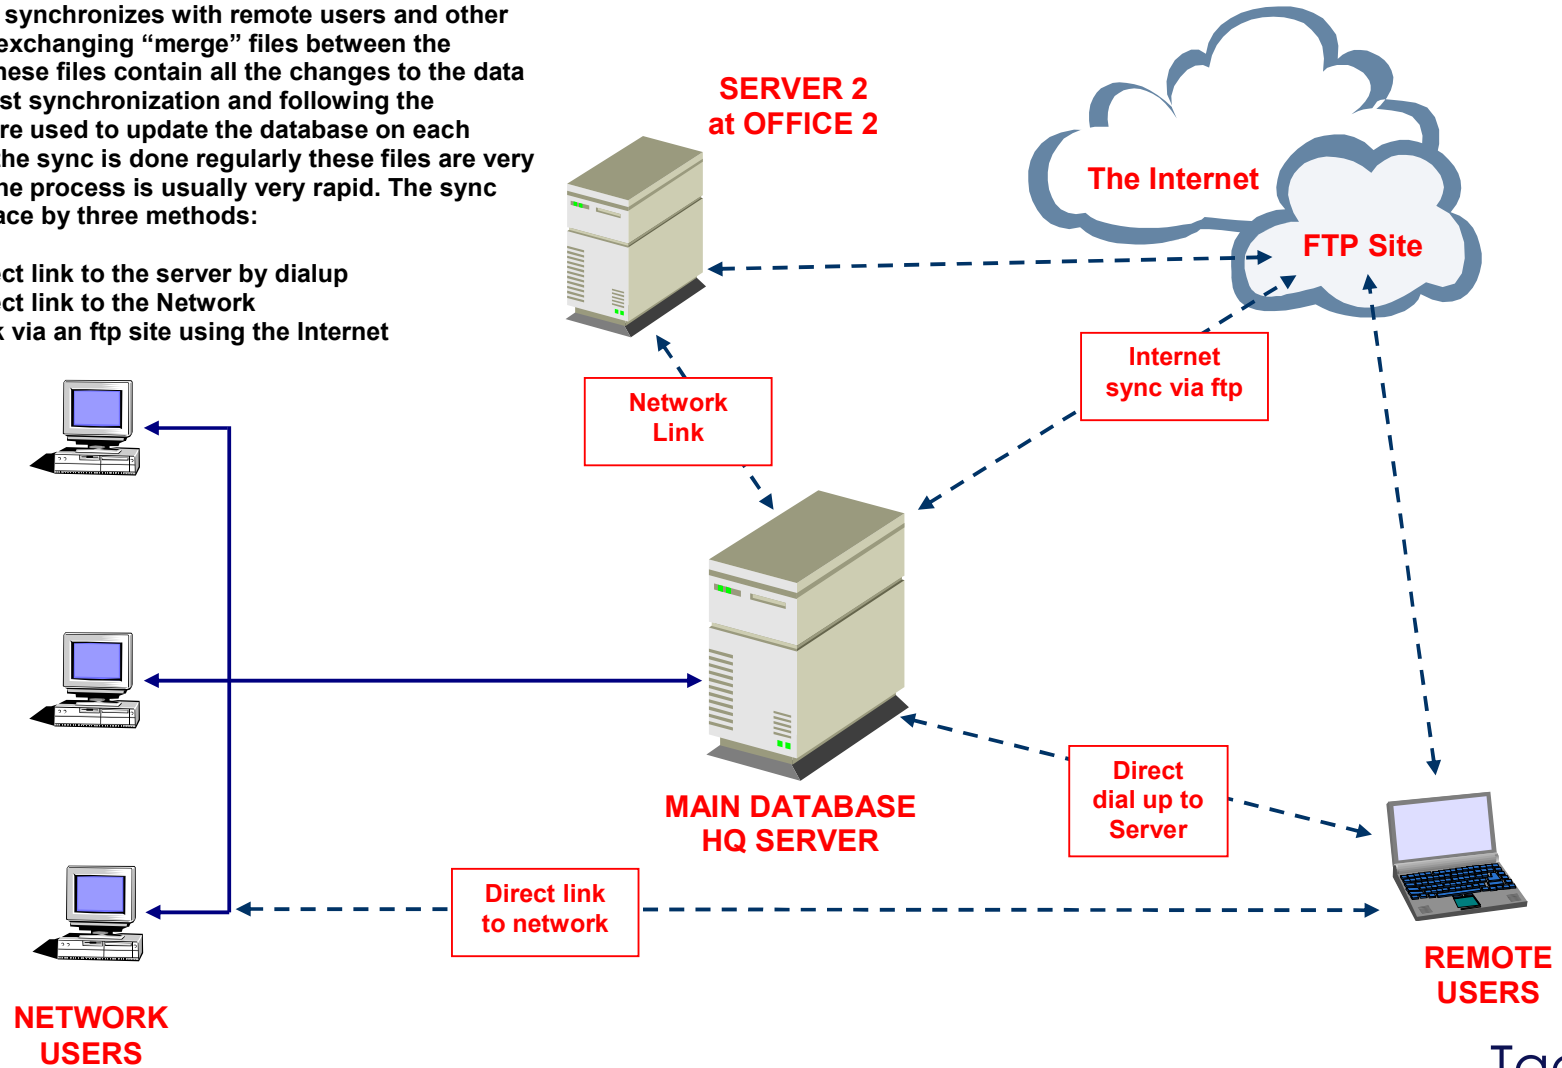 synchronizes with remote users and other
exchanging “merge” files between the
hese files contain all the changes to the data
st synchronization and following the
re used to update the database on each
the sync is done regularly these files are very
he process is usually very rapid. The sync
ace by three methods:
ect link to the server by dialup
ect link to the Network
k via an ftp site using the Internet
SERVER 2
at OFFICE 2
The Internet
FTP Site
Internet
sync via ftp
Network
Link
MAIN DATABASE
HQ SERVER
Direct
dial up to
Server
Direct link
to network
REMOTE
USERS
NETWORK
USERS